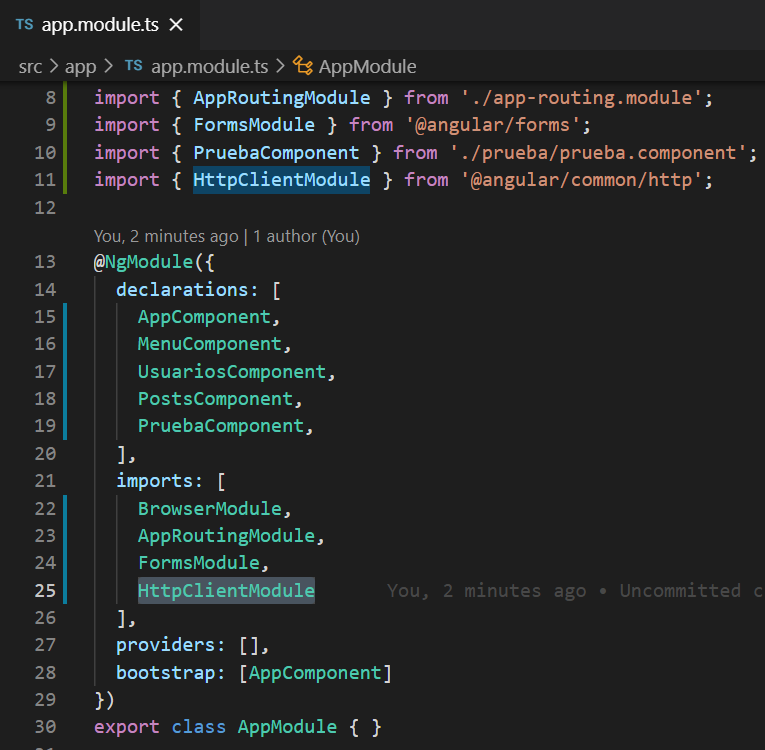 TS app.module.ts ×
src > app > TS app.module.ts > AppModule
8 import { AppRoutingModule } from './app-routing.module';
9 import { FormsModule } from '@angular/forms';
10 import { PruebaComponent } from './prueba/prueba.component';
11 import { HttpClientModule } from '@angular/common/http';
12
You, 2 minutes ago | 1 author (You)
13 @NgModule({
14   declarations: [
15     AppComponent,
16     MenuComponent,
17     UsuariosComponent,
18     PostsComponent,
19     PruebaComponent,
20   ],
21   imports: [
22     BrowserModule,
23     AppRoutingModule,
24     FormsModule,
25     HttpClientModule You, 2 minutes ago • Uncommitted c
26   ],
27   providers: [],
28   bootstrap: [AppComponent]
29 })
30 export class AppModule { }